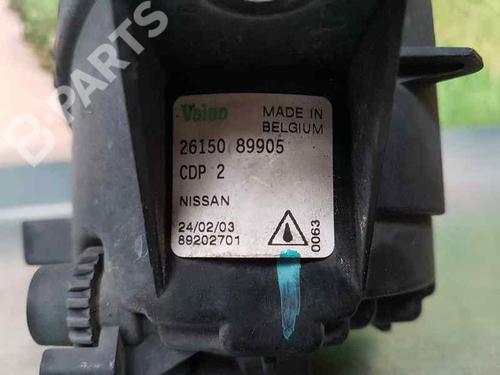 B-PARTS
Valeo
MADE IN
BELGIUM
26150 89905
CDP 2
NISSAN
24/02/03
89202701
0063